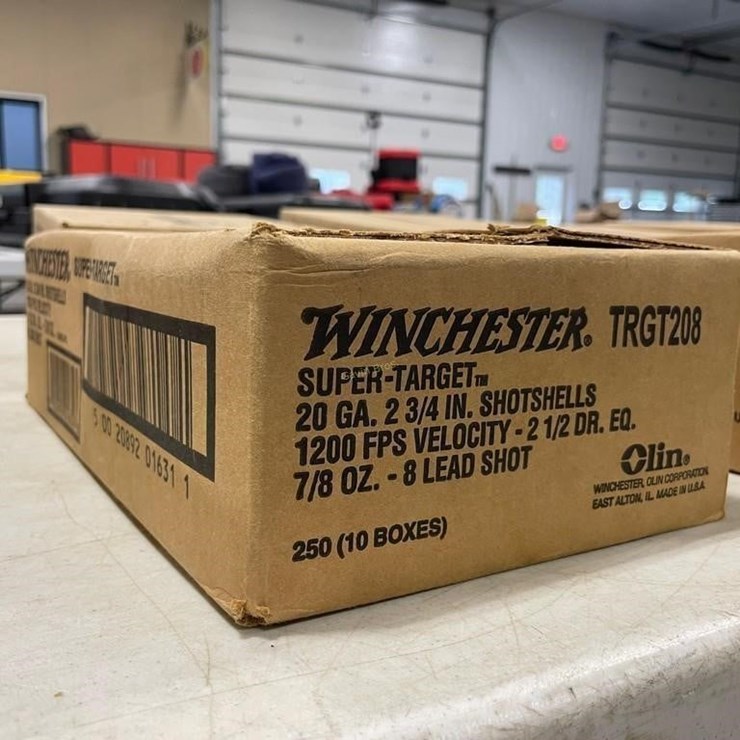 WINCHESTER® TRGT208
SUPER-TARGET™
20 GA. 2 3/4 IN. SHOTSHELLS
1200 FPS VELOCITY - 2 1/2 DR. EQ.
7/8 OZ. - 8 LEAD SHOT
250 (10 BOXES)
Olin®
WINCHESTER, OLIN CORPORATION
EAST ALTON, IL. MADE IN U.S.A.
WINCHESTER® SUPER-TARGET™
5 00 20892 01631 1